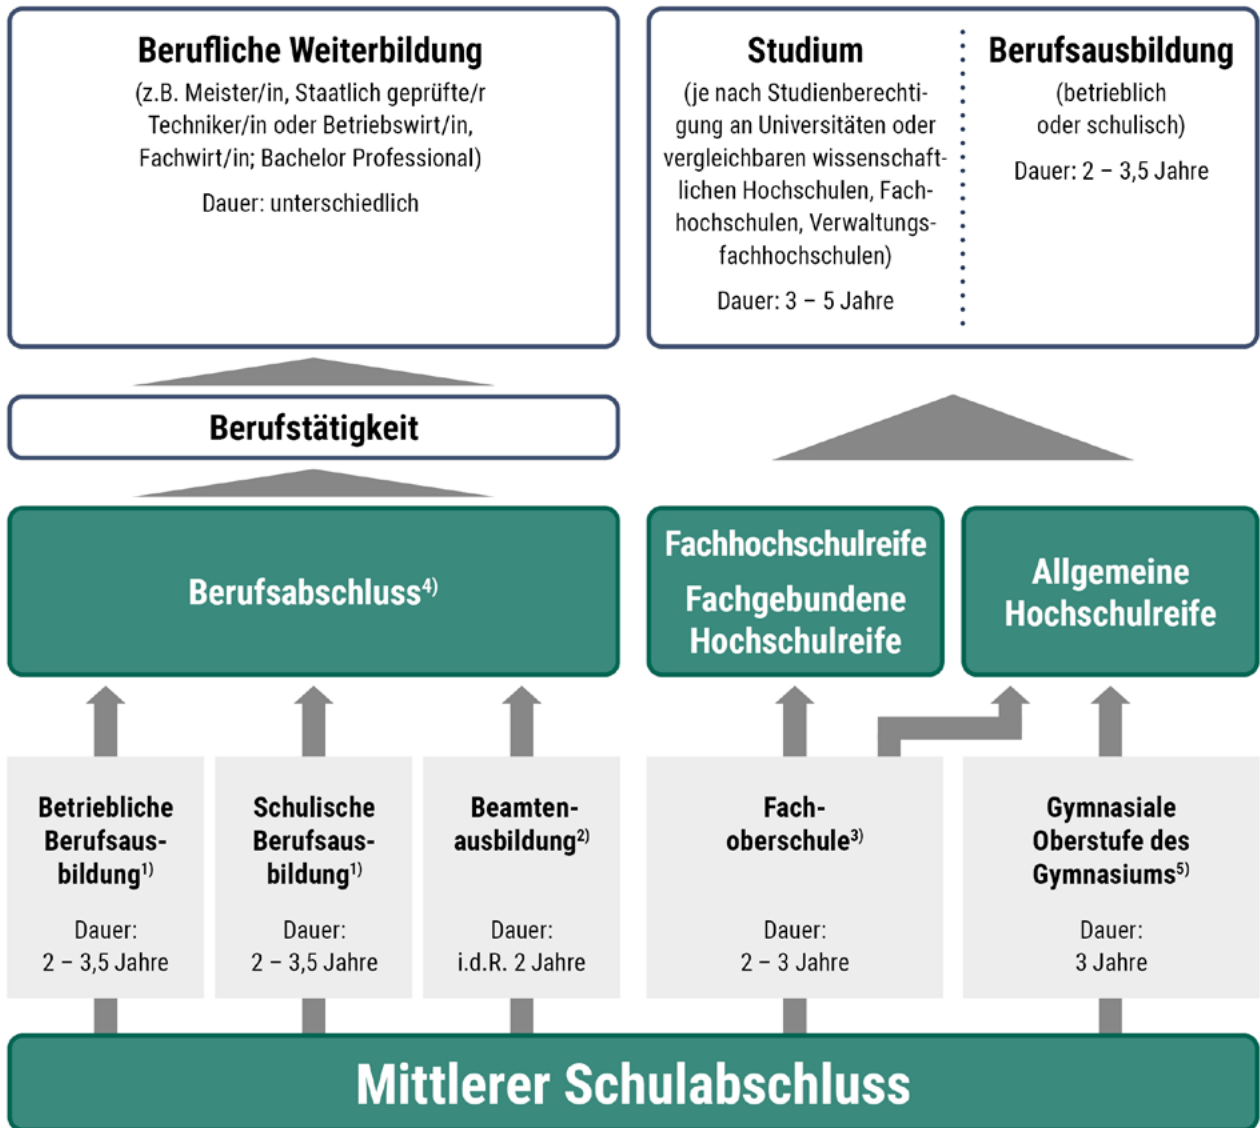 Berufliche Weiterbildung
(z.B. Meister/in, Staatlich geprüfte/r
Techniker/in oder Betriebswirt/in,
Fachwirt/in; Bachelor Professional)
Dauer: unterschiedlich
Studium
(je nach Studienberechti-
gung an Universitäten oder
vergleichbaren wissenschaft-
lichen Hochschulen, Fach-
hochschulen, Verwaltungs-
fachhochschulen)
Dauer: 3 – 5 Jahre
Berufsausbildung
(betrieblich
oder schulisch)
Dauer: 2 – 3,5 Jahre
Berufstätigkeit
Berufsabschluss4)
Fachhochschulreife
Fachgebundene
Hochschulreife
Allgemeine
Hochschulreife
Betriebliche
Berufsaus-
bildung1)
Dauer:
2 – 3,5 Jahre
Schulische
Berufsaus-
bildung1)
Dauer:
2 – 3,5 Jahre
Beamten-
ausbildung2)
Dauer:
i.d.R. 2 Jahre
Fach-
oberschule3)
Dauer:
2 – 3 Jahre
Gymnasiale
Oberstufe des
Gymnasiums5)
Dauer:
3 Jahre
Mittlerer Schulabschluss